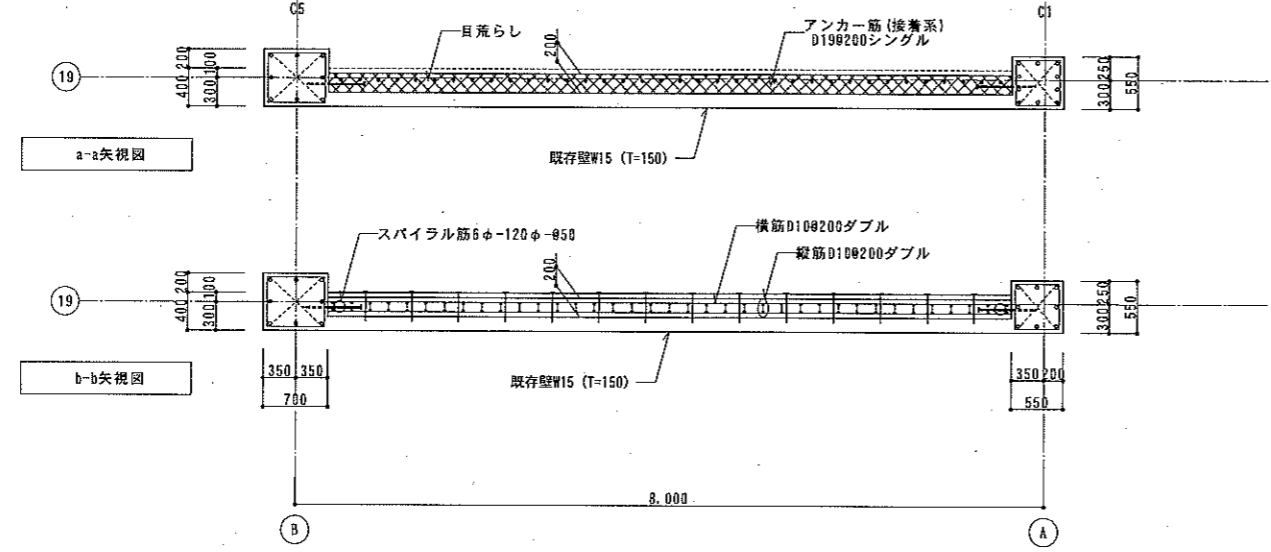 C5
C1
目荒らし
アンカー筋(接着系)
D19@200シングル
200
19
400 200
300 100
300 250
550
a-a矢視図
既存壁W15 (T=150)
スパイラル筋6φ-120φ-@50
横筋D10@200ダブル
縦筋D10@200ダブル
200
19
400 200
300 100
300 250
550
b-b矢視図
350 350
700
既存壁W15 (T=150)
350 200
550
8,000
B
A